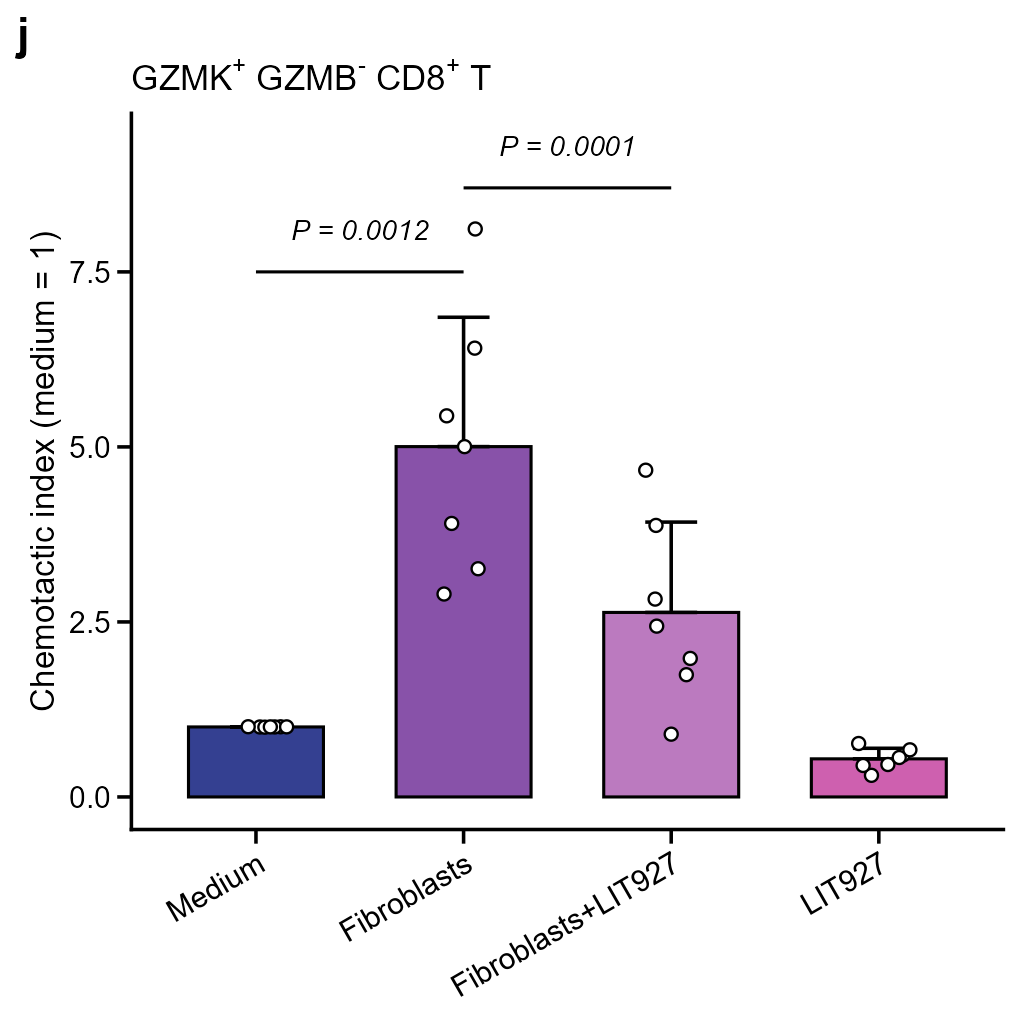 j
GZMK⁺ GZMB⁻ CD8⁺ T
P = 0.0001
P = 0.0012
Chemotactic index (medium = 1)
7.5
5.0
2.5
0.0
Medium
Fibroblasts
Fibroblasts+LIT927
LIT927